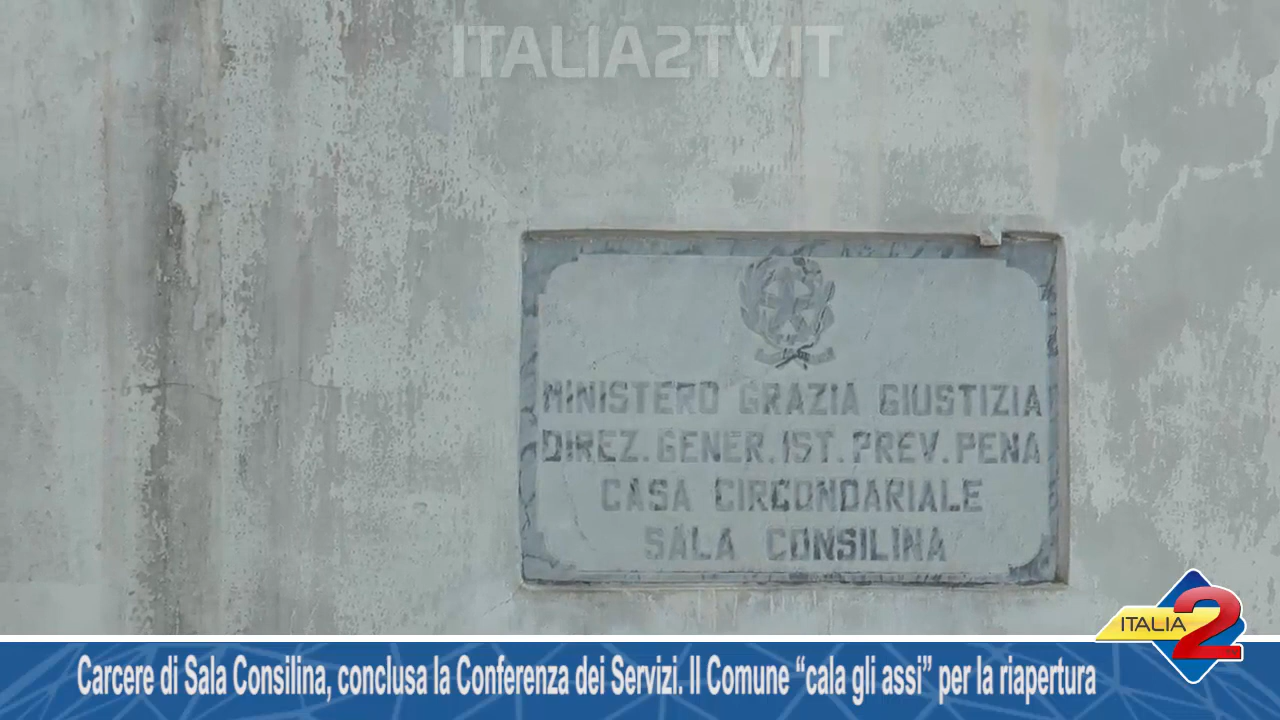 ITALIA2TV.IT
MINISTERO GRAZIA GIUSTIZIA
DIREZ. GENER. IST. PREV. PENA
CASA CIRCONDARIALE
SALA CONSILINA
ITALIA 2
Carcere di Sala Consilina, conclusa la Conferenza dei Servizi. Il Comune “cala gli assi” per la riapertura